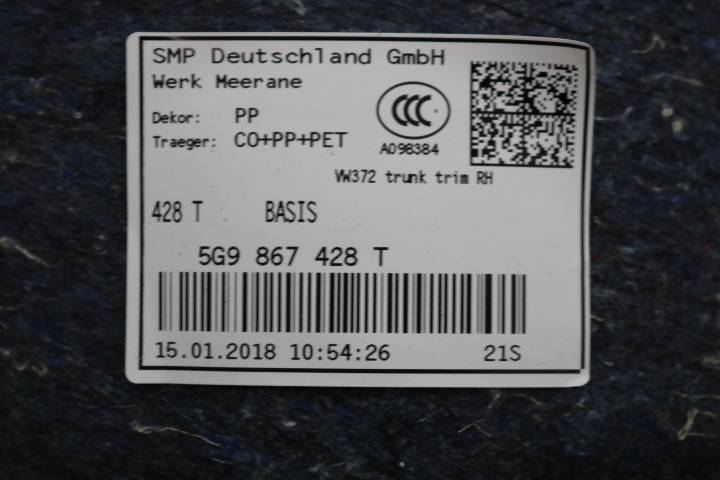 SMP Deutschland GmbH
Werk Meerane
Dekor: PP
Traeger: CO+PP+PET
CCC
A098384
VW372 trunk trim RH
428 T BASIS
5G9 867 428 T
15.01.2018 10:54:26 21S